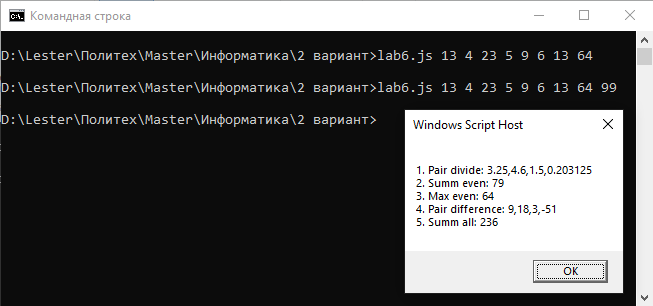 Командная строка
D:\Lester\Политех\Master\Информатика\2 вариант>lab6.js 13 4 23 5 9 6 13 64
D:\Lester\Политех\Master\Информатика\2 вариант>lab6.js 13 4 23 5 9 6 13 64 99
D:\Lester\Политех\Master\Информатика\2 вариант>
Windows Script Host
1. Pair divide: 3.25,4.6,1.5,0.203125
2. Summ even: 79
3. Max even: 64
4. Pair difference: 9,18,3,-51
5. Summ all: 236
OK